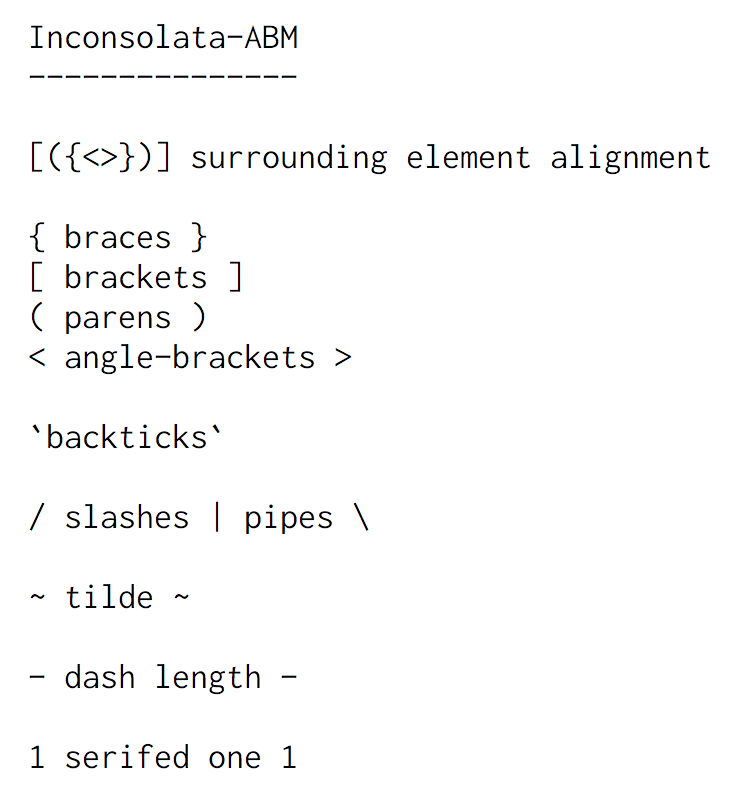 Inconsolata-ABM
---------------
[({<>})] surrounding element alignment
{ braces }
[ brackets ]
( parens )
< angle-brackets >
`backticks`
/ slashes | pipes \
~ tilde ~
- dash length -
1 serifed one 1